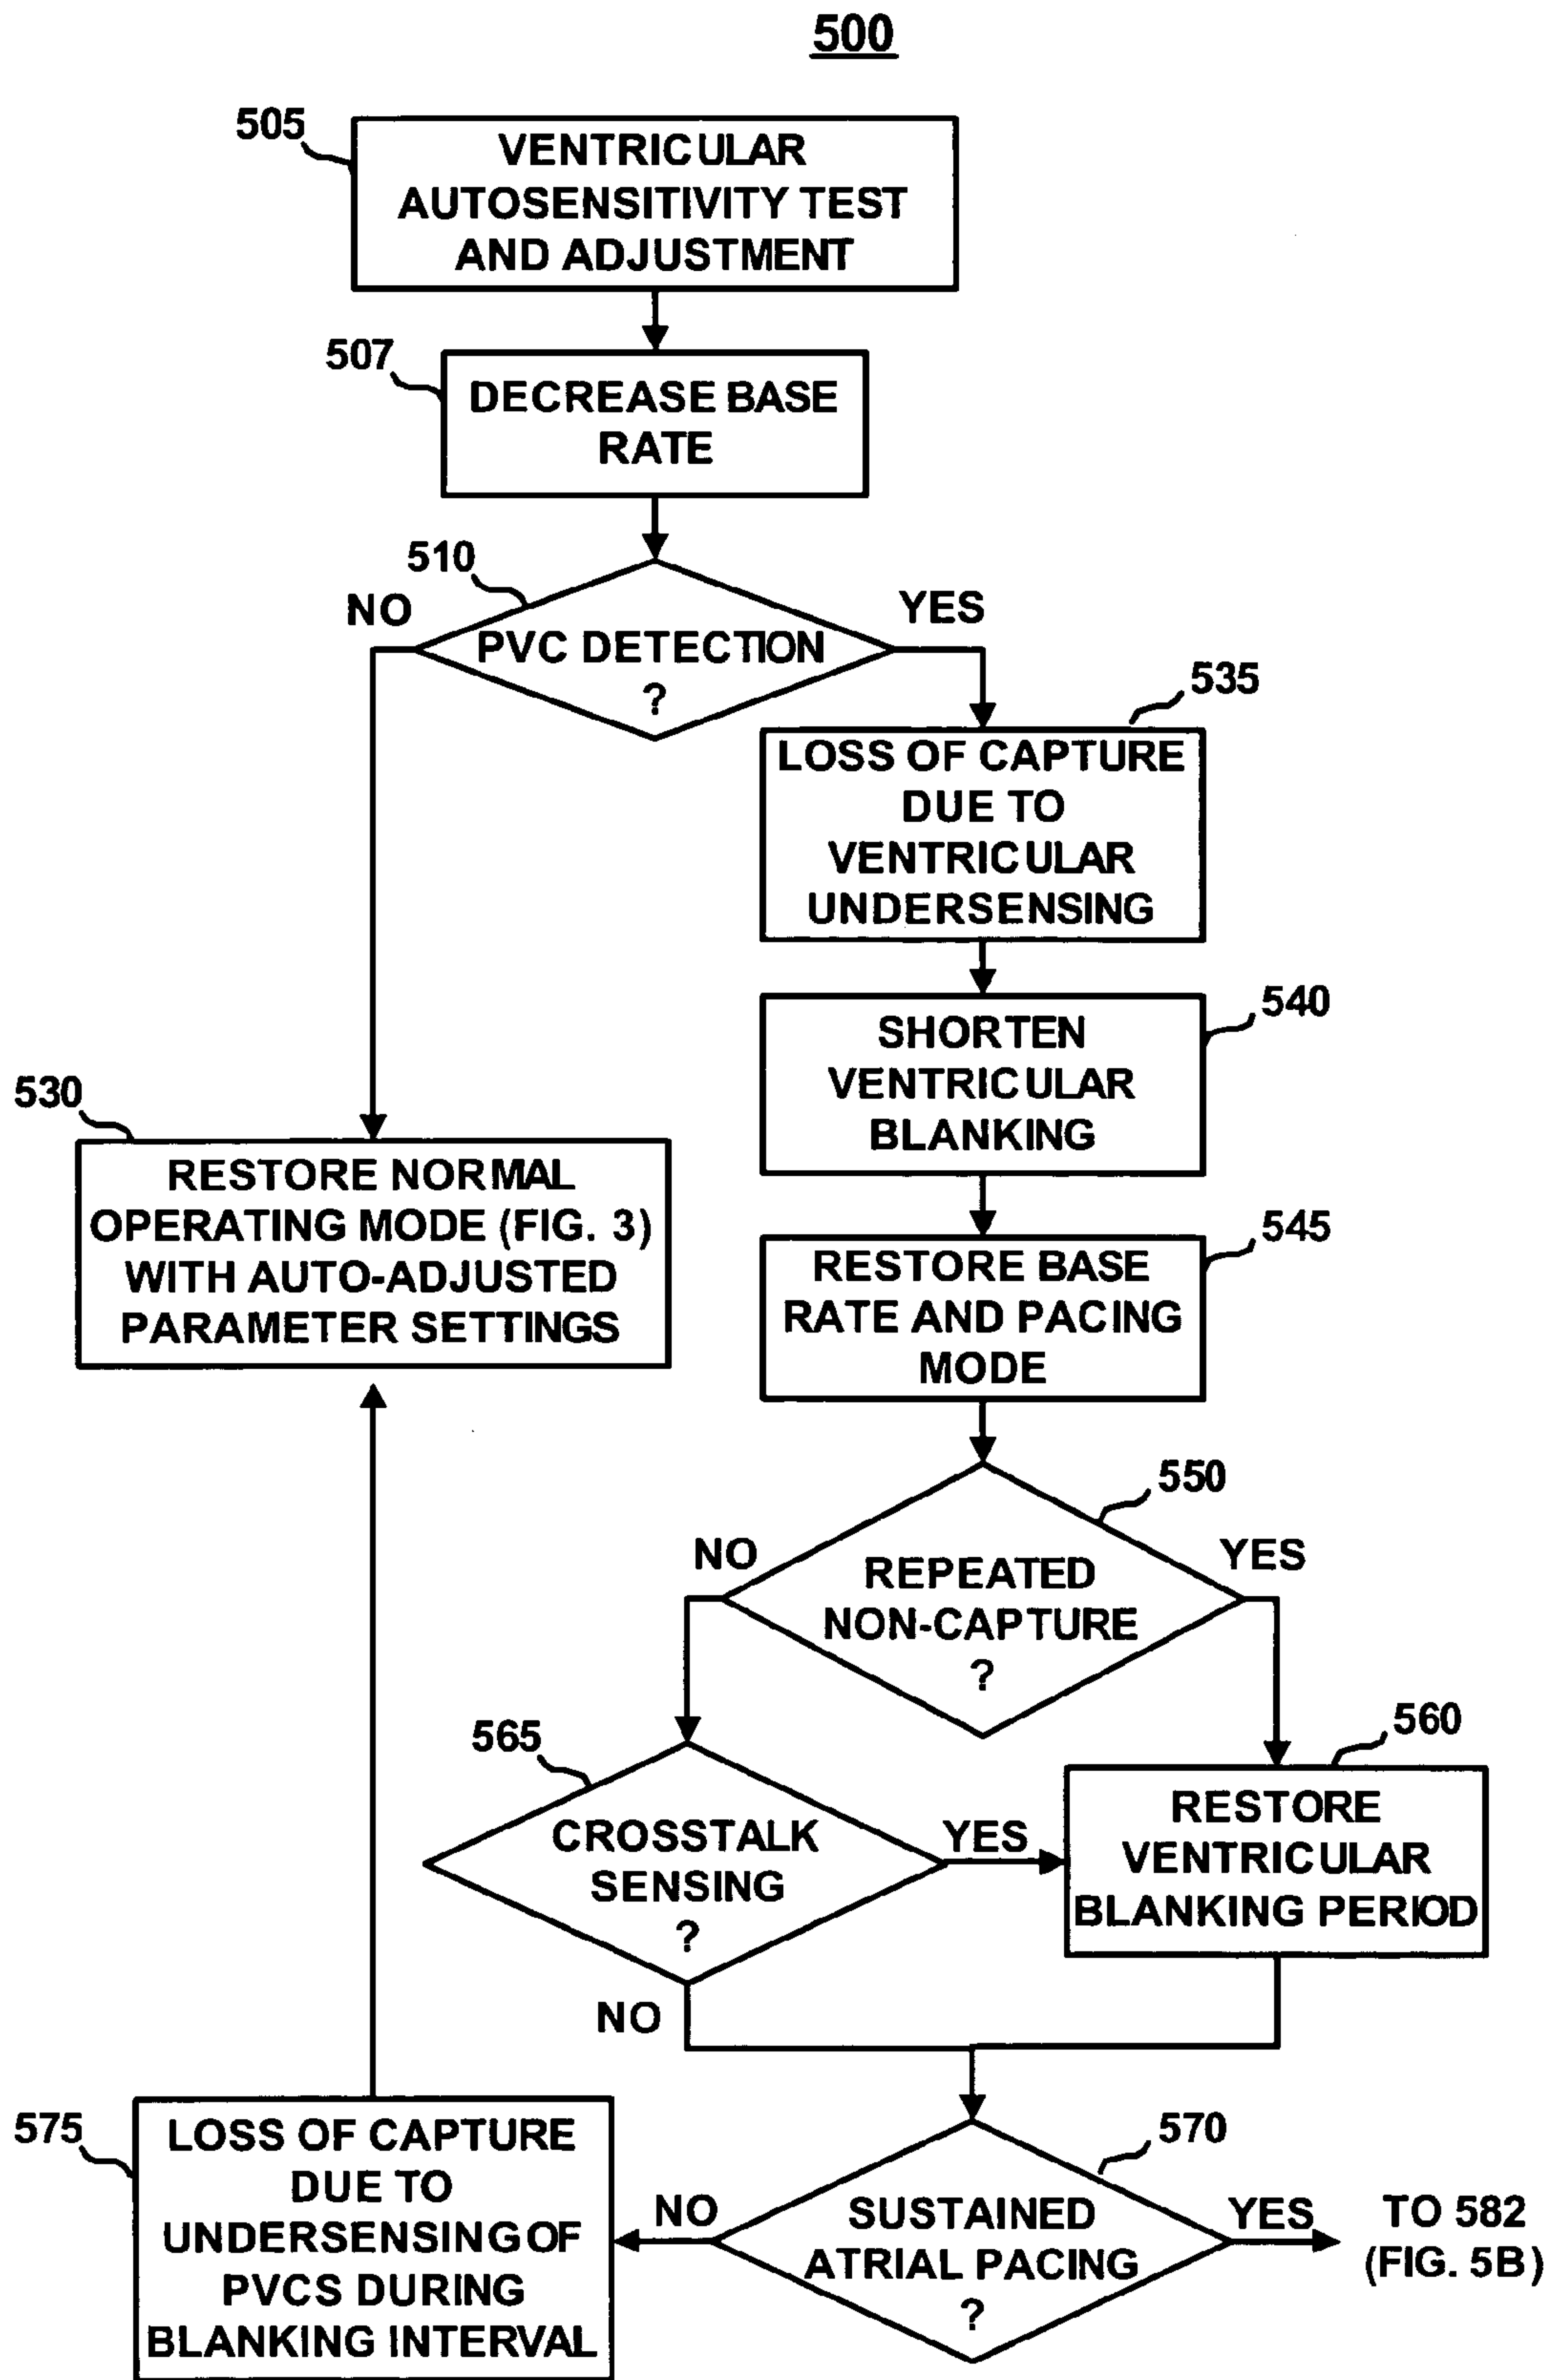 500
505
VENTRICULAR
AUTOSENSITIVITY TEST
AND ADJUSTMENT
507
DECREASE BASE
RATE
510
NO
YES
PVC DETECTION
?
535
LOSS OF CAPTURE
DUE TO
VENTRICULAR
UNDERSENSING
540
SHORTEN
VENTRICULAR
BLANKING
530
RESTORE NORMAL
OPERATING MODE (FIG. 3)
WITH AUTO-ADJUSTED
PARAMETER SETTINGS
545
RESTORE BASE
RATE AND PACING
MODE
550
NO
YES
REPEATED
NON-CAPTURE
?
565
CROSSTALK
SENSING
?
YES
NO
560
RESTORE
VENTRICULAR
BLANKING PERIOD
575
LOSS OF CAPTURE
DUE TO
UNDERSENSING OF
PVCS DURING
BLANKING INTERVAL
570
NO
SUSTAINED
ATRIAL PACING
?
YES
TO 582
(FIG. 5B)